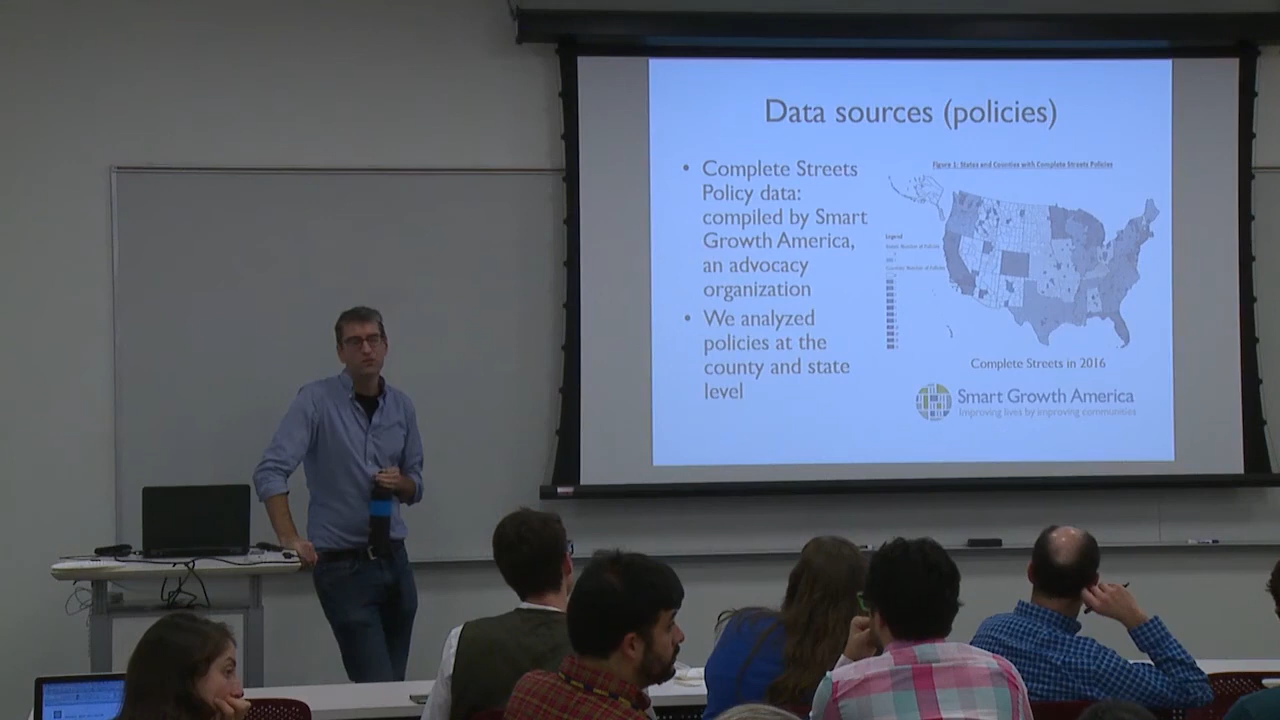 Data sources (policies)
• Complete Streets
Policy data:
compiled by Smart
Growth America,
an advocacy
organization
• We analyzed
policies at the
county and state
level
Figure 1: States and Counties with Complete Streets Policies
Legend
Complete Streets in 2016
Smart Growth America
Improving lives by improving communities